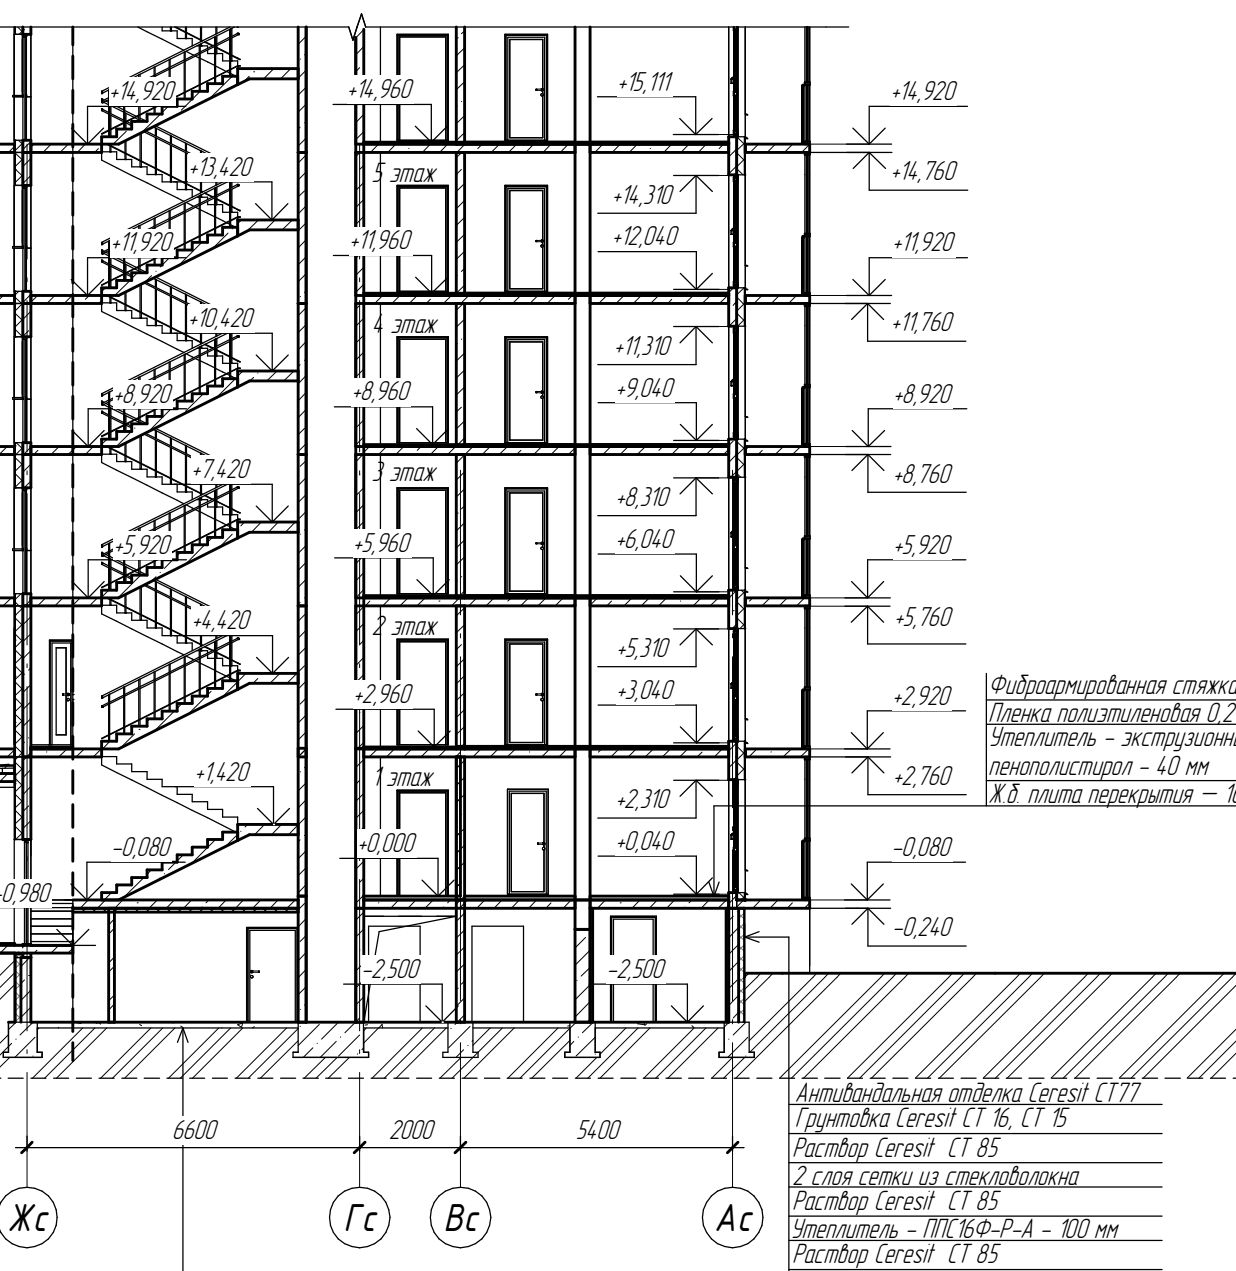 +14,920
+14,960
+15,111
+14,920
+13,420
5 этаж
+14,310
+14,760
+11,920
+11,960
+12,040
+11,920
+10,420
4 этаж
+11,310
+11,760
+8,920
+8,960
+9,040
+8,920
+7,420
3 этаж
+8,310
+8,760
+5,920
+5,960
+6,040
+5,920
+4,420
2 этаж
+5,310
+5,760
+2,960
+3,040
+2,920
Фиброармированная стяжка
Пленка полиэтиленовая 0,2
Утеплитель - экструзионн
пенополистирол - 40 мм
Ж.б. плита перекрытия —
+1,420
1 этаж
+2,310
+2,760
-0,080
+0,000
+0,040
-0,080
-0,980
-0,240
-2,500
-2,500
Антивандальная отделка Ceresit CT77
Грунтовка Ceresit CT 16, CT 15
Раствор Ceresit CT 85
2 слоя сетки из стекловолокна
Раствор Ceresit CT 85
Утеплитель - ППС16Ф-Р-А - 100 мм
Раствор Ceresit CT 85
6600
2000
5400
Жс
Гс
Вс
Ас